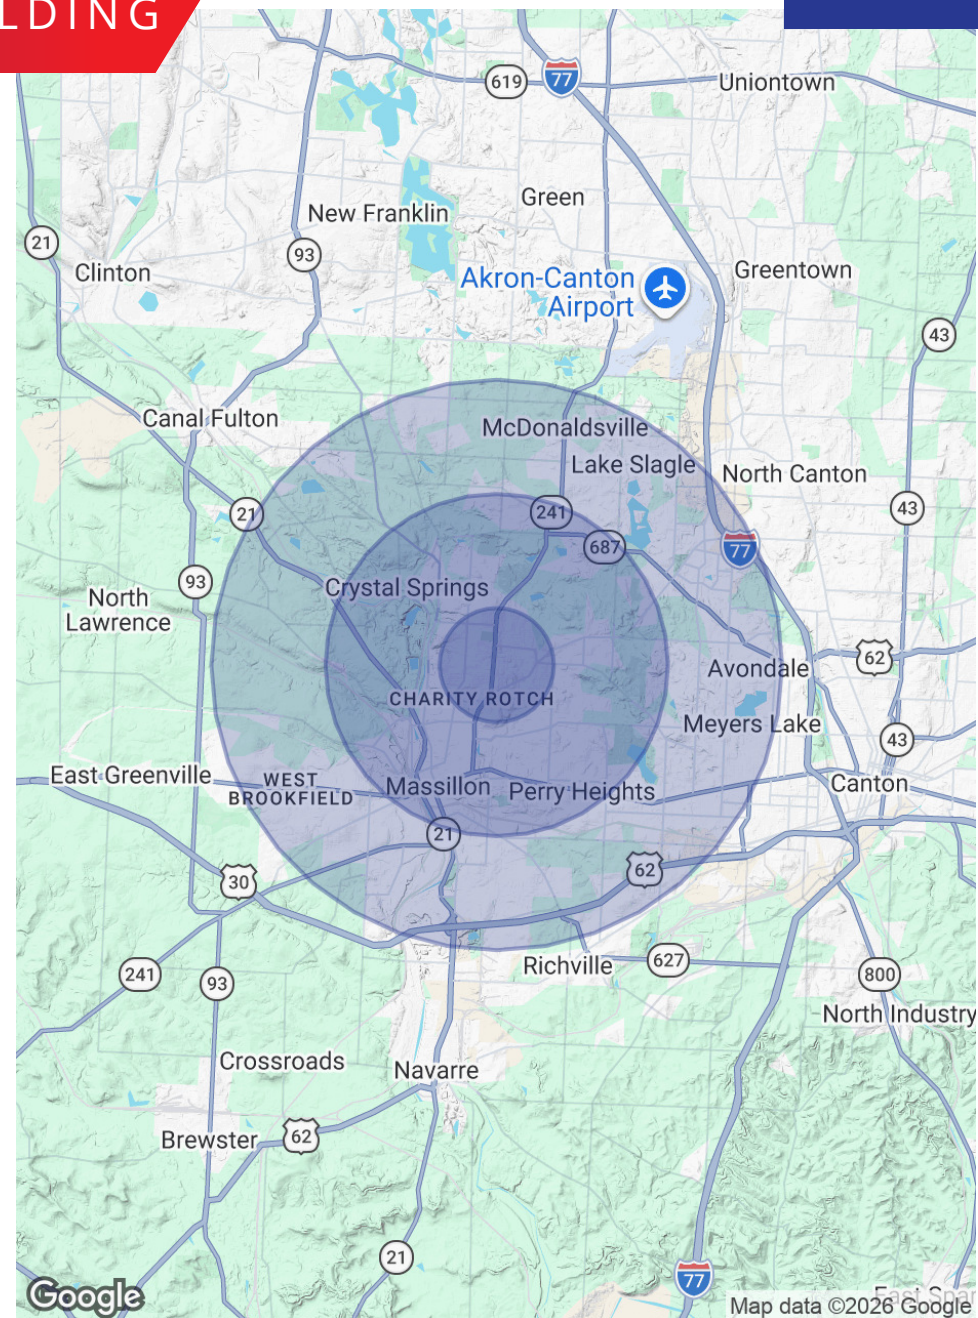 LDING
619
77
Uniontown
Green
New Franklin
21
93
Clinton
Greentown
Akron-Canton
Airport
43
Canal Fulton
McDonaldsville
Lake Slagle
North Canton
21
241
43
687
77
93
Crystal Springs
North
Lawrence
62
Avondale
CHARITY ROTCH
Meyers Lake
43
East Greenville
WEST
BROOKFIELD
Massillon
Perry Heights
Canton
21
62
30
Richville
627
241
93
800
North Industry
Crossroads
Navarre
62
Brewster
21
77
Google
East Spar
Map data ©2026 Google